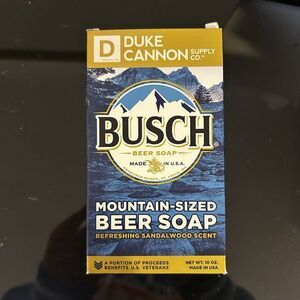 D
DUKE
CANNON
SUPPLY
CO.™
BUSCH®
BEER SOAP
MADE IN U.S.A.
MOUNTAIN-SIZED
BEER SOAP
REFRESHING SANDALWOOD SCENT
A PORTION OF PROCEEDS
BENEFITS U.S. VETERANS
NET WT. 10 OZ.
MADE IN USA